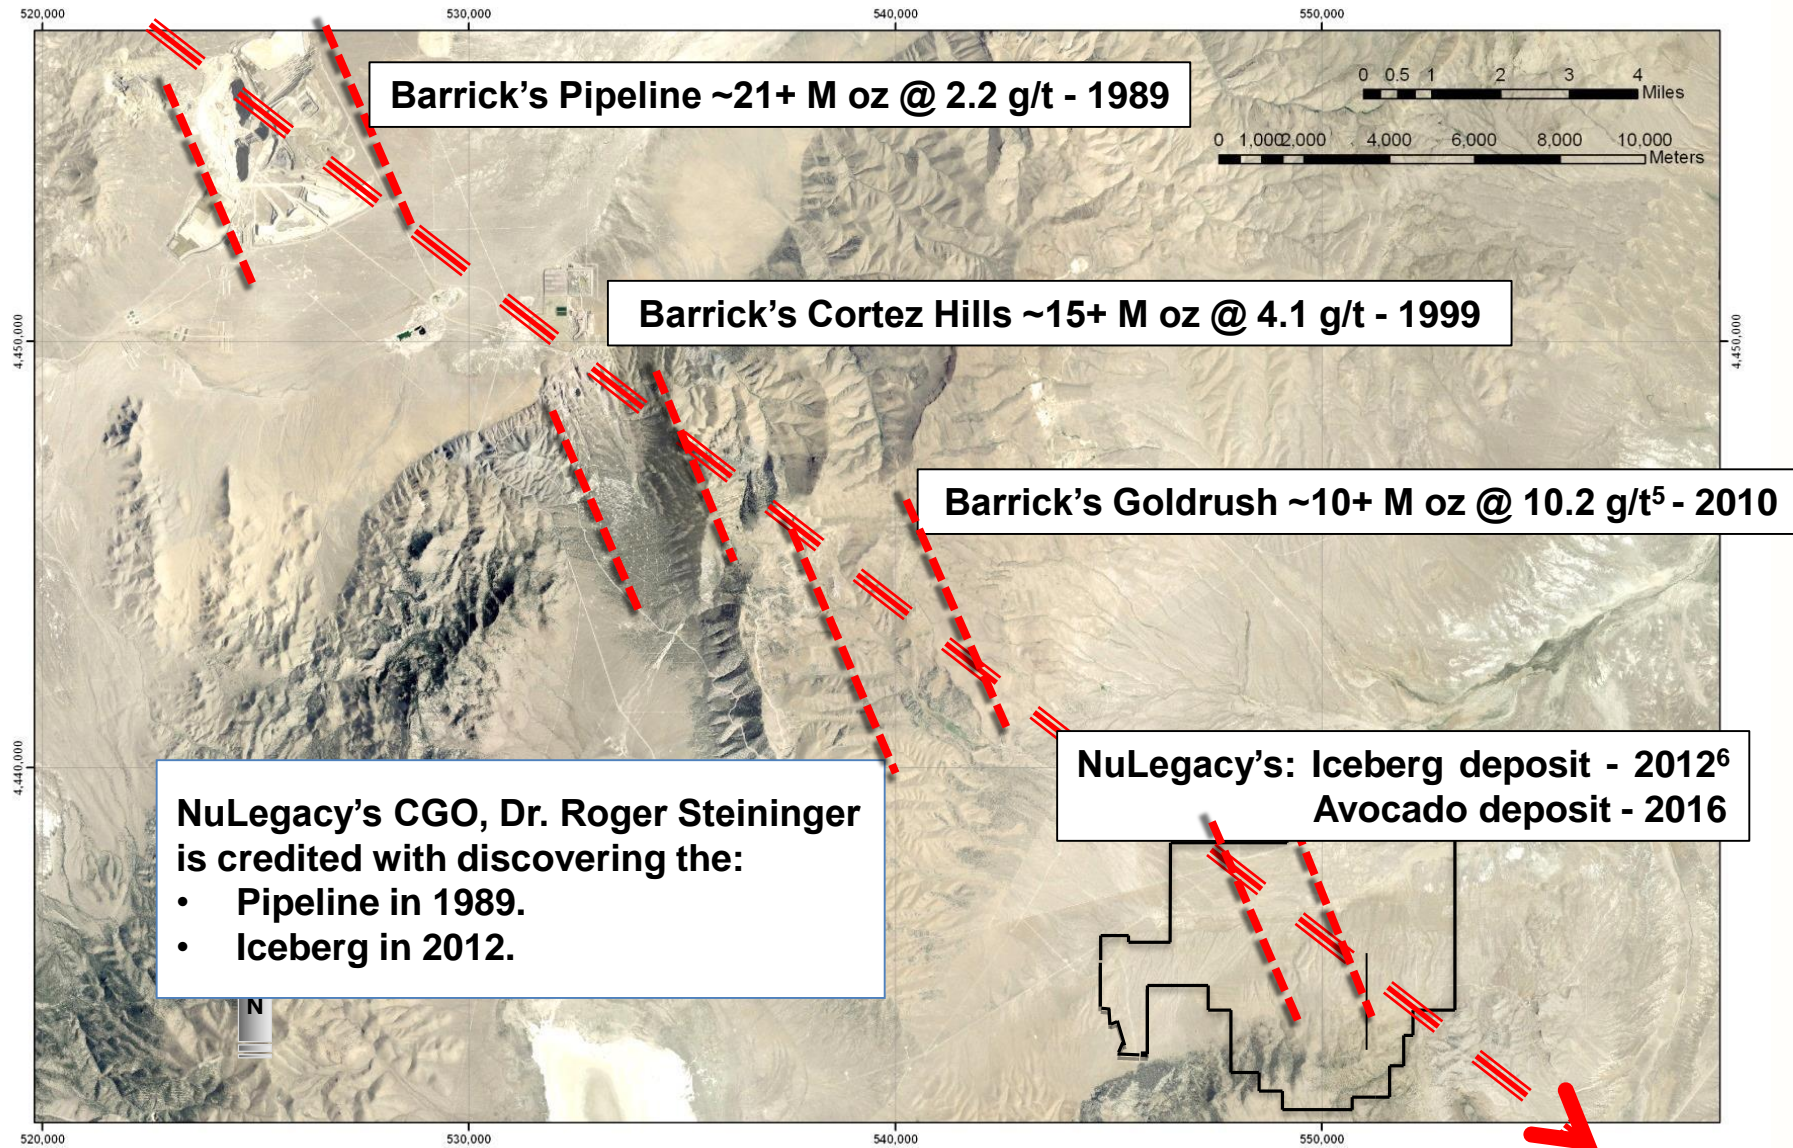 520,000 530,000 540,000 550,000
Barrick's Pipeline ~21+ M oz @ 2.2 g/t - 1989
0 0.5 1 2 3 4
Miles
0 1,000 2,000 4,000 6,000 8,000 10,000
Meters
Barrick's Cortez Hills ~15+ M oz @ 4.1 g/t - 1999
4,450,000 4,450,000
Barrick's Goldrush ~10+ M oz @ 10.2 g/t⁵ - 2010
4,440,000
NuLegacy's: Iceberg deposit - 2012⁶
Avocado deposit - 2016
NuLegacy's CGO, Dr. Roger Steininger
is credited with discovering the:
• Pipeline in 1989.
• Iceberg in 2012.
N
520,000 530,000 540,000 550,000